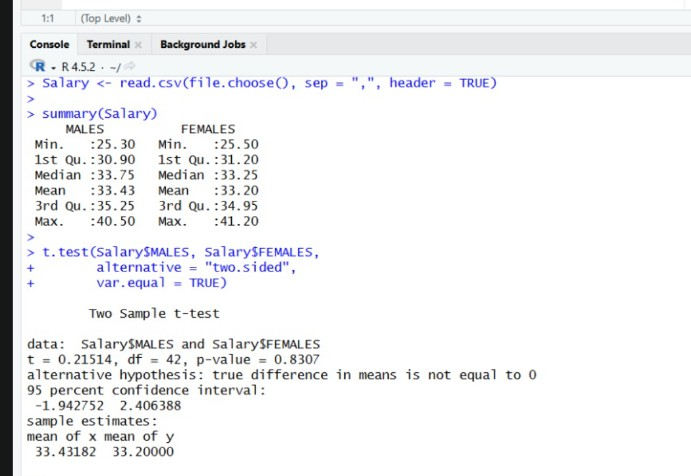 1:1 (Top Level)
Console Terminal Background Jobs
R R 4.5.2 · ~/
> Salary <- read.csv(file.choose(), sep = ",", header = TRUE)
>
> summary(Salary)
MALES FEMALES
Min. :25.30 Min. :25.50
1st Qu.:30.90 1st Qu.:31.20
Median :33.75 Median :33.25
Mean :33.43 Mean :33.20
3rd Qu.:35.25 3rd Qu.:34.95
Max. :40.50 Max. :41.20
>
> t.test(Salary$MALES, Salary$FEMALES,
+ alternative = "two.sided",
+ var.equal = TRUE)
Two Sample t-test
data: Salary$MALES and Salary$FEMALES
t = 0.21514, df = 42, p-value = 0.8307
alternative hypothesis: true difference in means is not equal to 0
95 percent confidence interval:
-1.942752 2.406388
sample estimates:
mean of x mean of y
33.43182 33.20000